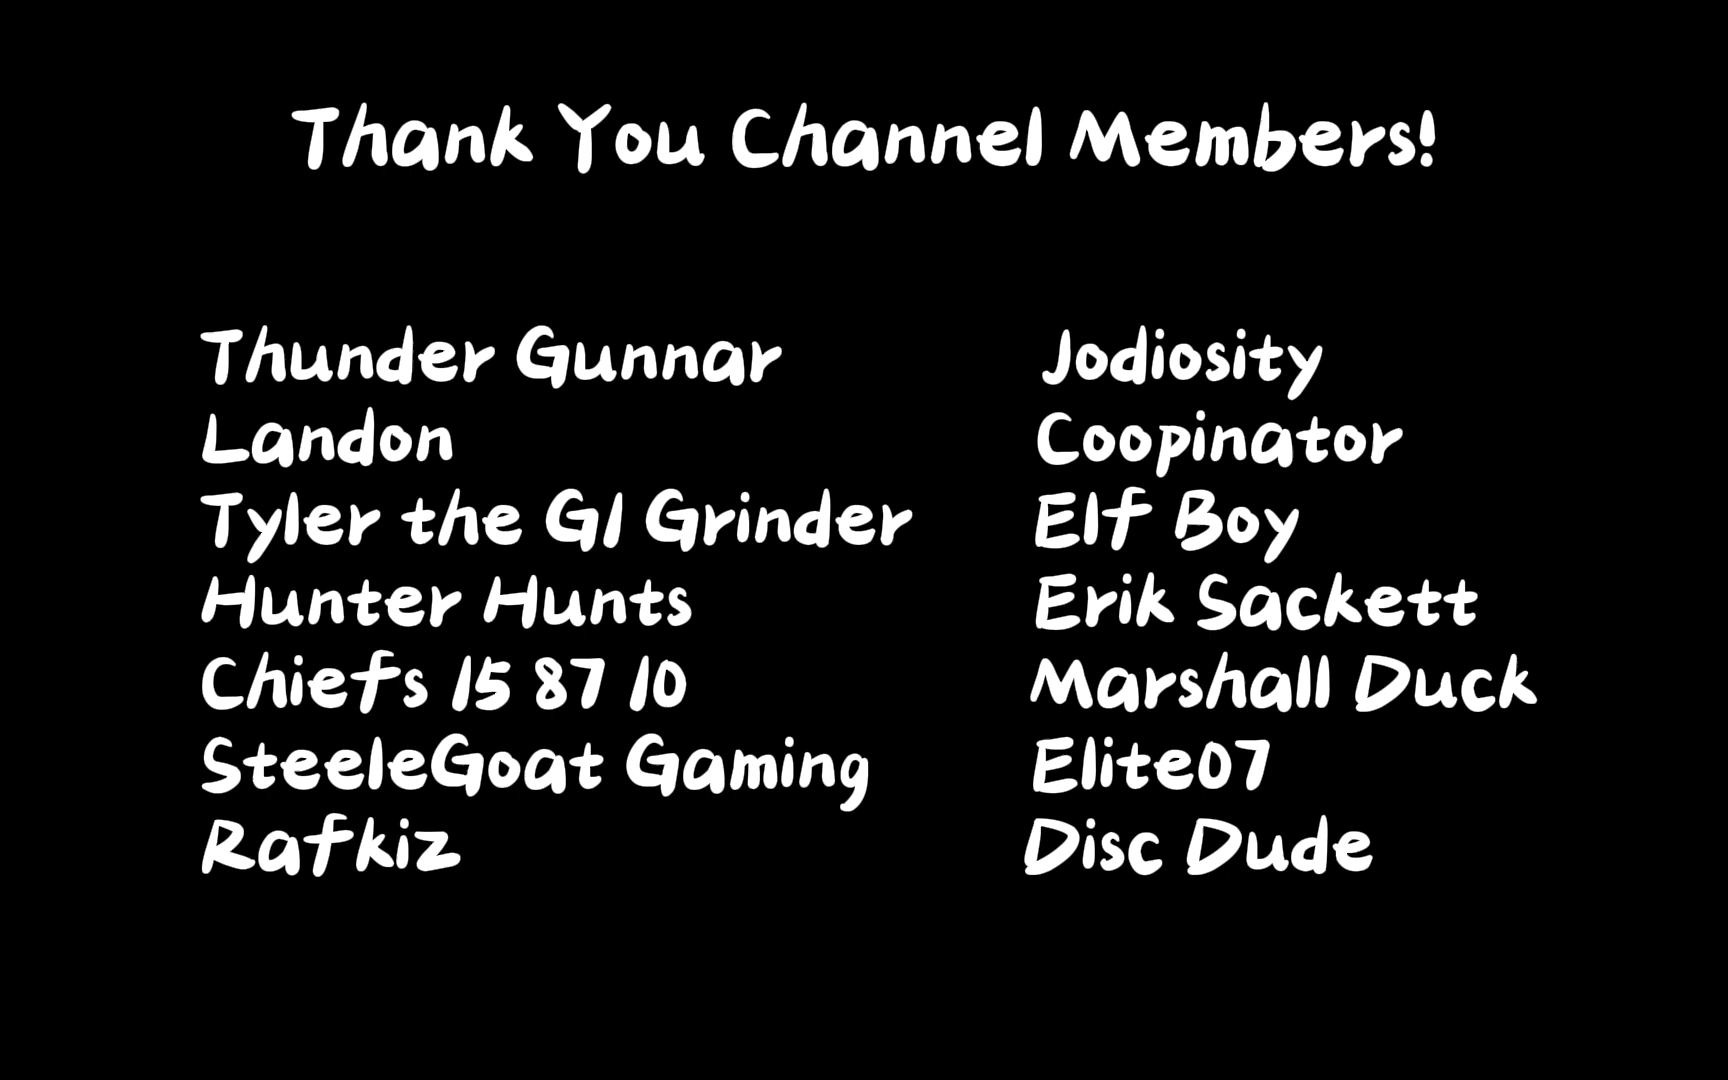 Thank You Channel Members!
Thunder Gunnar
Landon
Tyler the G1 Grinder
Hunter Hunts
Chiefs 15 87 10
SteeleGoat Gaming
Rafkiz
Jodiosity
Coopinator
Elf Boy
Erik Sackett
Marshall Duck
Elite07
Disc Dude